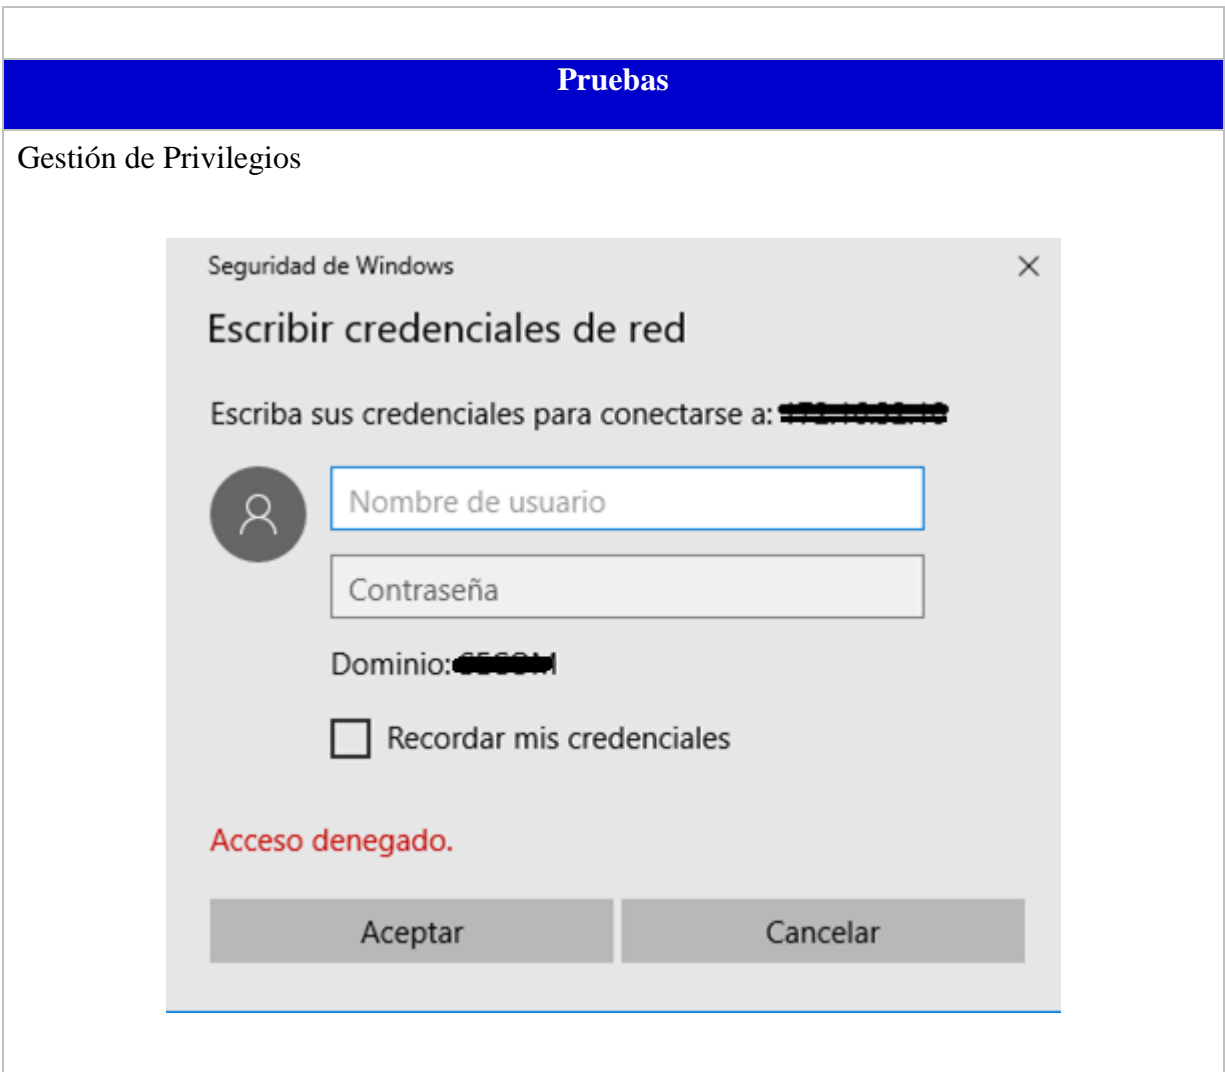 Pruebas
Gestión de Privilegios
Seguridad de Windows
Escribir credenciales de red
Escriba sus credenciales para conectarse a:
Nombre de usuario
Contraseña
Dominio:
Recordar mis credenciales
Acceso denegado.
Aceptar
Cancelar